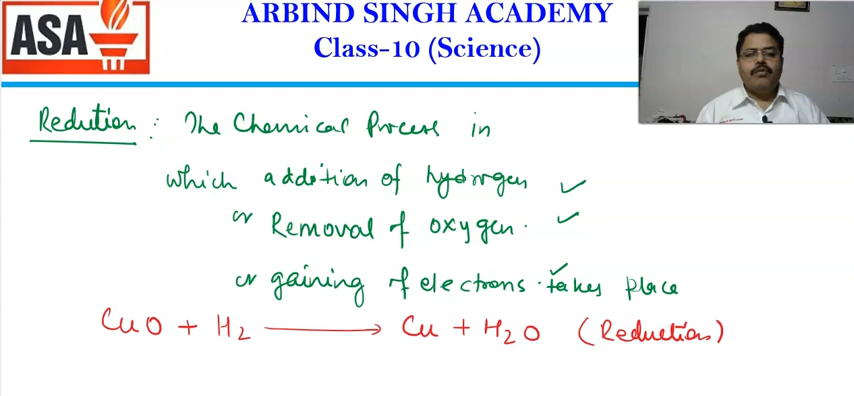 ARBIND SINGH ACADEMY
ASA
Class-10 (Science)
Redution : The Chemical Process in
which addition of hydrogen
or Removal of oxygen.
or gaining of electrons. takes place
CuO + H₂ ⟶ Cu + H₂O (Reduction)